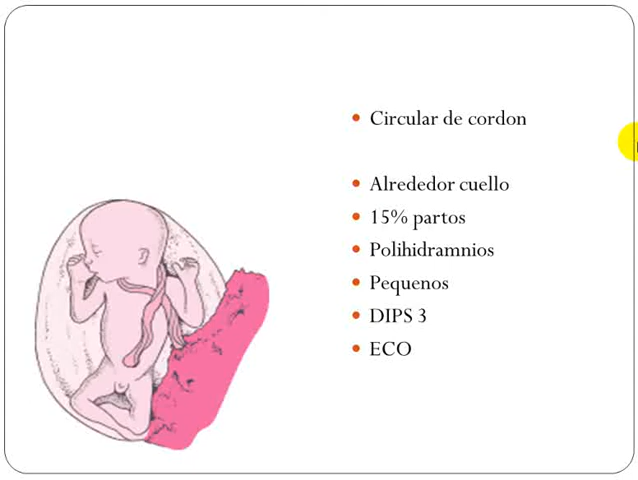 Circular de cordon
Alrededor cuello
15% partos
Polihidramnios
Pequenos
DIPS 3
ECO